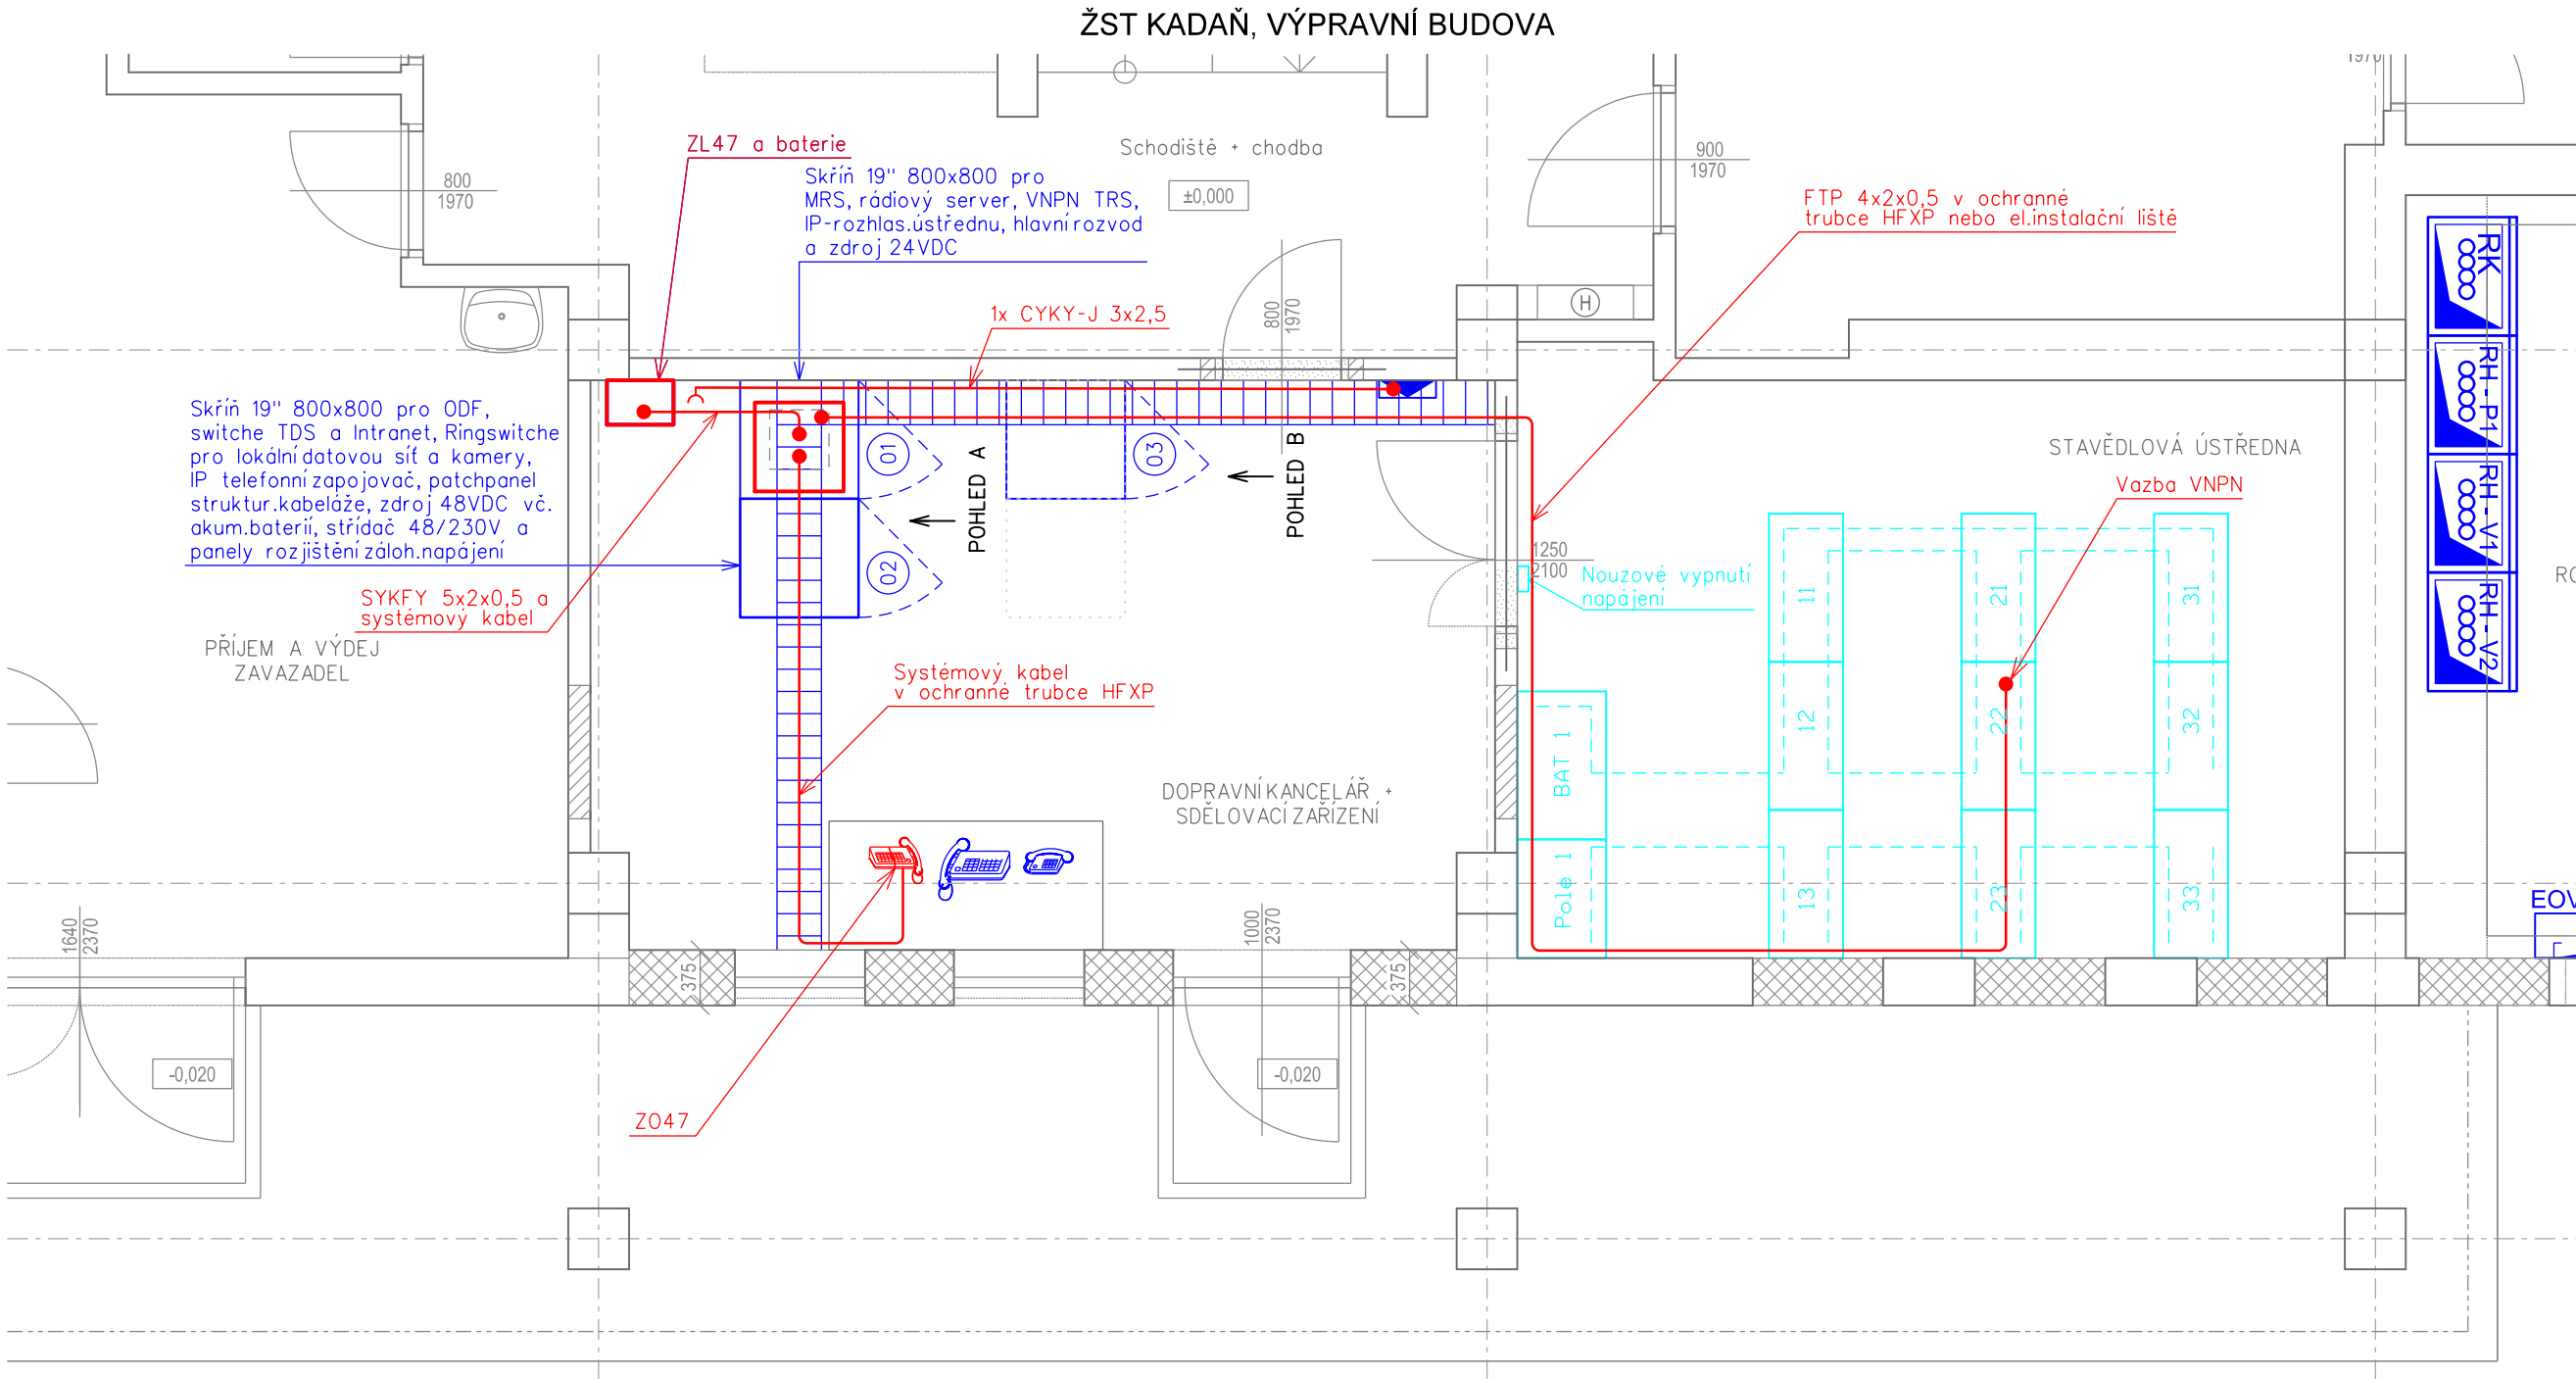 ŽST KADAŇ, VÝPRAVNÍ BUDOVA
1970
ZL47 a baterie
Schodiště + chodba
±0,000
800
1970
900
1970
Skříň 19" 800x800 pro
MRS, rádiový server, VNPN TRS,
IP-rozhlas.ústřednu, hlavní rozvod
a zdroj 24VDC
FTP 4x2x0,5 v ochranné
trubce HFXP nebo el.instalační liště
RK
1x CYKY-J 3x2,5
800
1970
H
RH - P1
Skříň 19" 800x800 pro ODF,
switche TDS a Intranet, Ringswitche
pro lokální datovou síť a kamery,
IP telefonní zapojovač, patchpanel
struktur.kabeláže, zdroj 48VDC vč.
akum.baterií, střídač 48/230V a
panely rozjištění záloh.napájení
01
POHLED A
03
POHLED B
STAVĚDLOVÁ ÚSTŘEDNA
Vazba VNPN
RH - V1
02
1250
2100
Nouzové vypnutí
napájení
11
21
31
SYKFY 5x2x0,5 a
systémový kabel
RH - V2
PŘÍJEM A VÝDEJ
ZAVAZADEL
Systémový kabel
v ochranné trubce HFXP
BAT 1
12
22
32
DOPRAVNÍ KANCELÁŘ +
SDĚLOVACÍ ZAŘÍZENÍ
Pole 1
13
23
33
EOV
1640
2370
1000
2370
375
375
-0,020
-0,020
ZO47